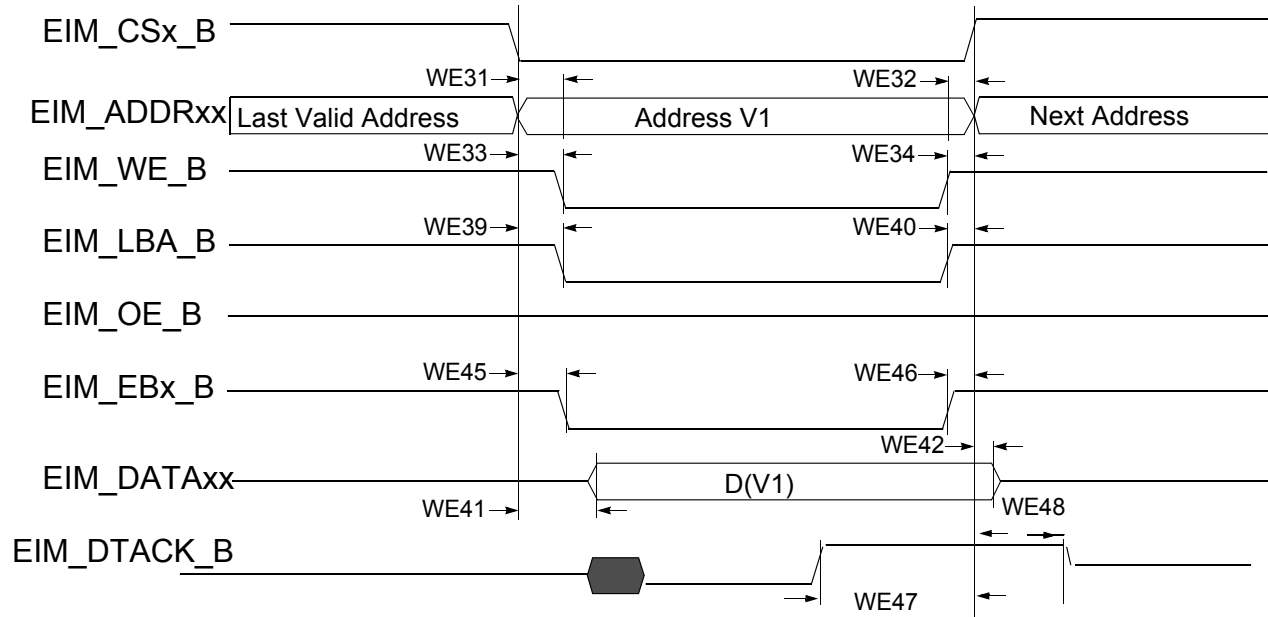 EIM_CSx_B
WE31 WE32
EIM_ADDRxx Last Valid Address Address V1 Next Address
WE33 WE34
EIM_WE_B
WE39 WE40
EIM_LBA_B
EIM_OE_B
WE45 WE46
EIM_EBx_B
WE42
EIM_DATAxx D(V1)
WE41 WE48
EIM_DTACK_B
WE47